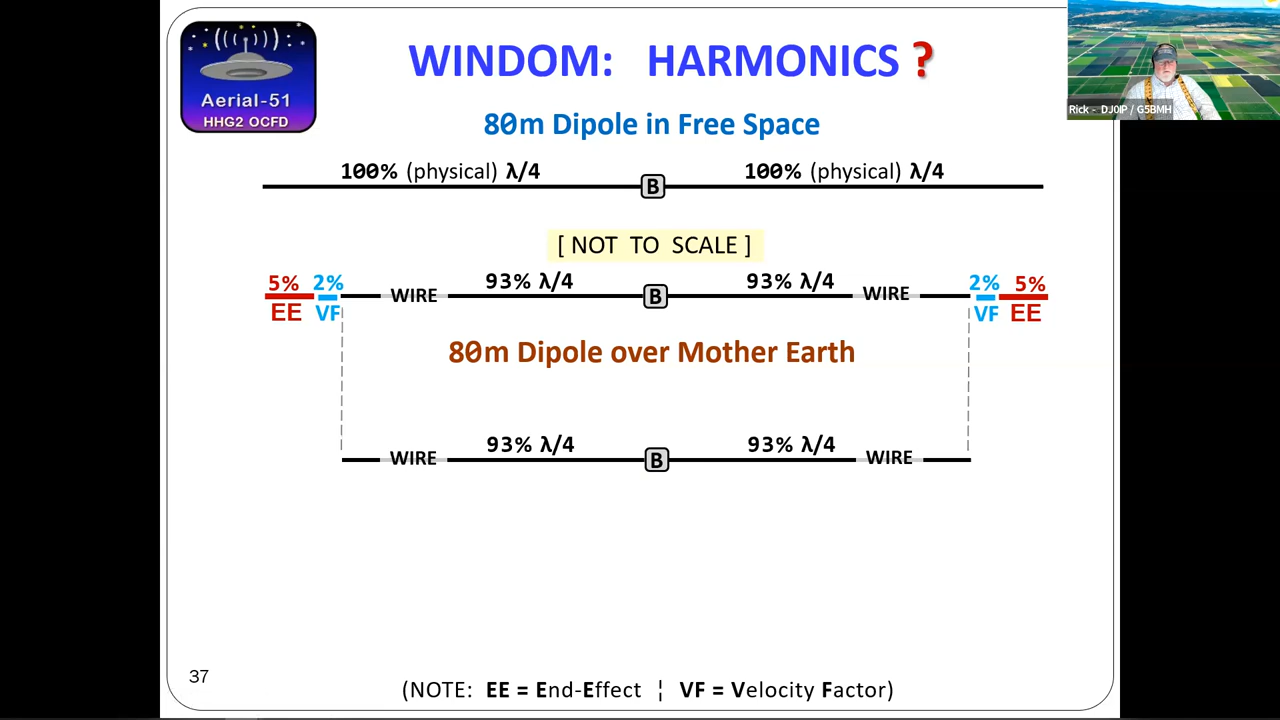 Aerial-51
HHG2 OCFD
WINDOM: HARMONICS ?
Rick - DJ0IP / G5BMH
80m Dipole in Free Space
100% (physical) λ/4
100% (physical) λ/4
B
[ NOT TO SCALE ]
5% 2% 93% λ/4 93% λ/4 2% 5%
WIRE B WIRE
EE VF VF EE
80m Dipole over Mother Earth
93% λ/4 93% λ/4
WIRE B WIRE
37
(NOTE: EE = End-Effect ¦ VF = Velocity Factor)